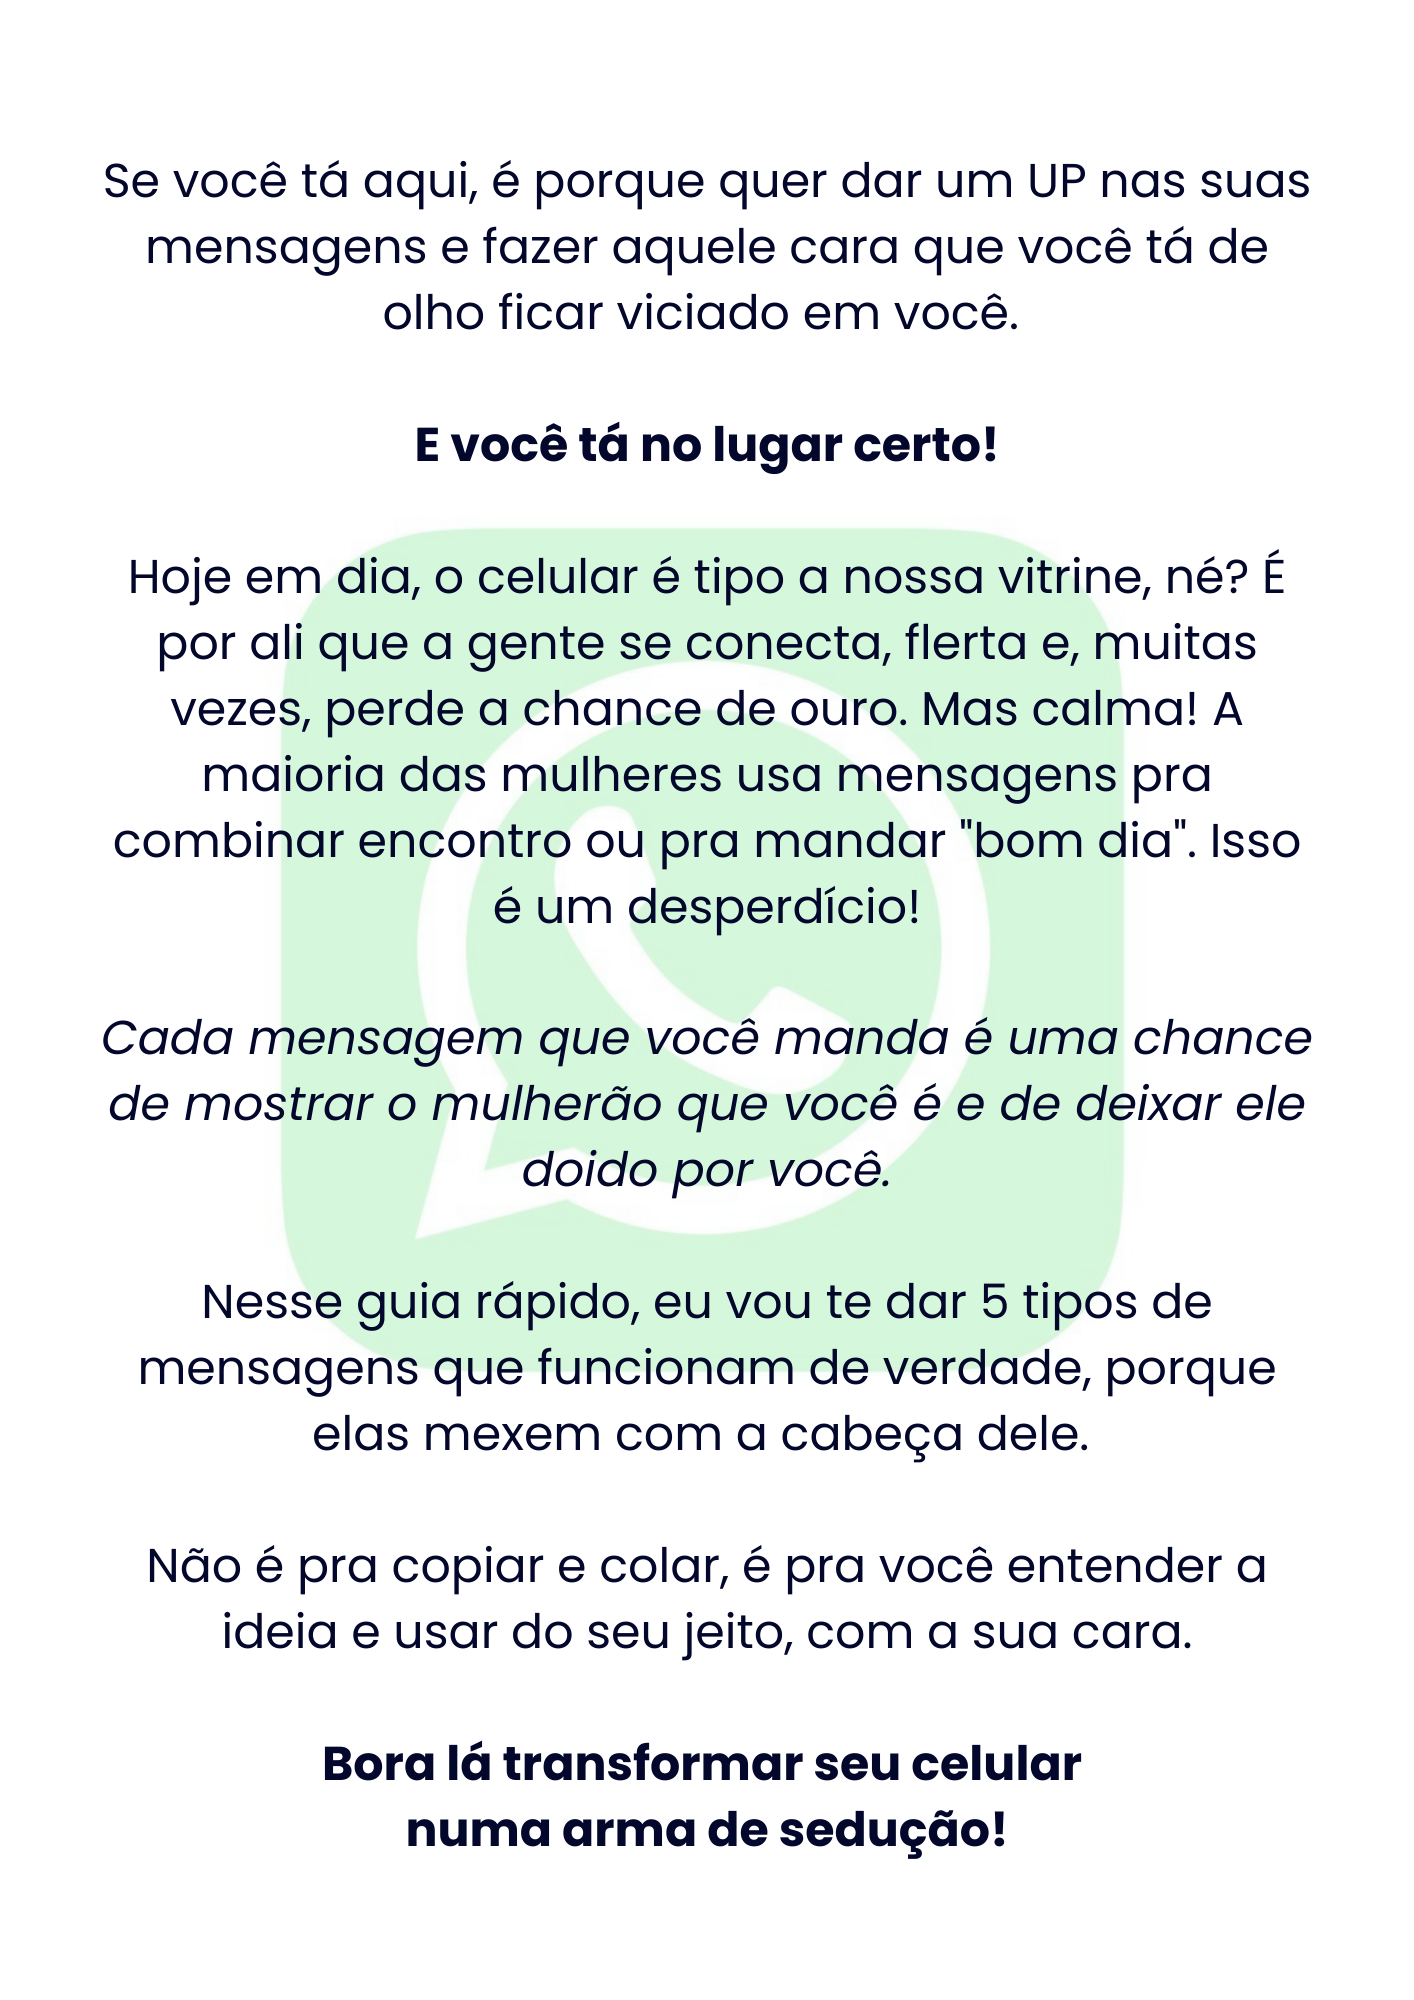 Se você tá aqui, é porque quer dar um UP nas suas
mensagens e fazer aquele cara que você tá de
olho ficar viciado em você.
E você tá no lugar certo!
Hoje em dia, o celular é tipo a nossa vitrine, né? É
por ali que a gente se conecta, flerta e, muitas
vezes, perde a chance de ouro. Mas calma! A
maioria das mulheres usa mensagens pra
combinar encontro ou pra mandar "bom dia". Isso
é um desperdício!
Cada mensagem que você manda é uma chance
de mostrar o mulherão que você é e de deixar ele
doido por você.
Nesse guia rápido, eu vou te dar 5 tipos de
mensagens que funcionam de verdade, porque
elas mexem com a cabeça dele.
Não é pra copiar e colar, é pra você entender a
ideia e usar do seu jeito, com a sua cara.
Bora lá transformar seu celular
numa arma de sedução!